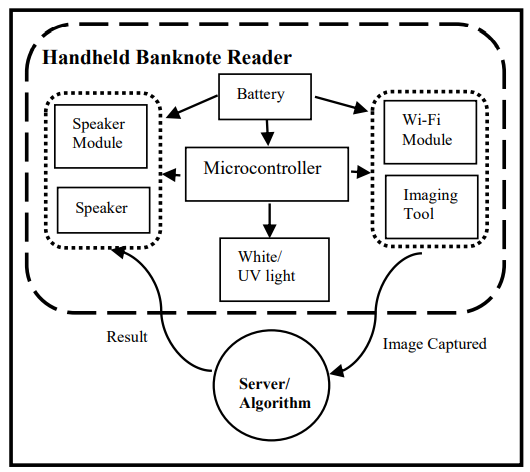 Handheld Banknote Reader
Battery
Speaker
Module
Wi-Fi
Module
Microcontroller
Speaker
Imaging
Tool
White/
UV light
Result
Image Captured
Server/
Algorithm